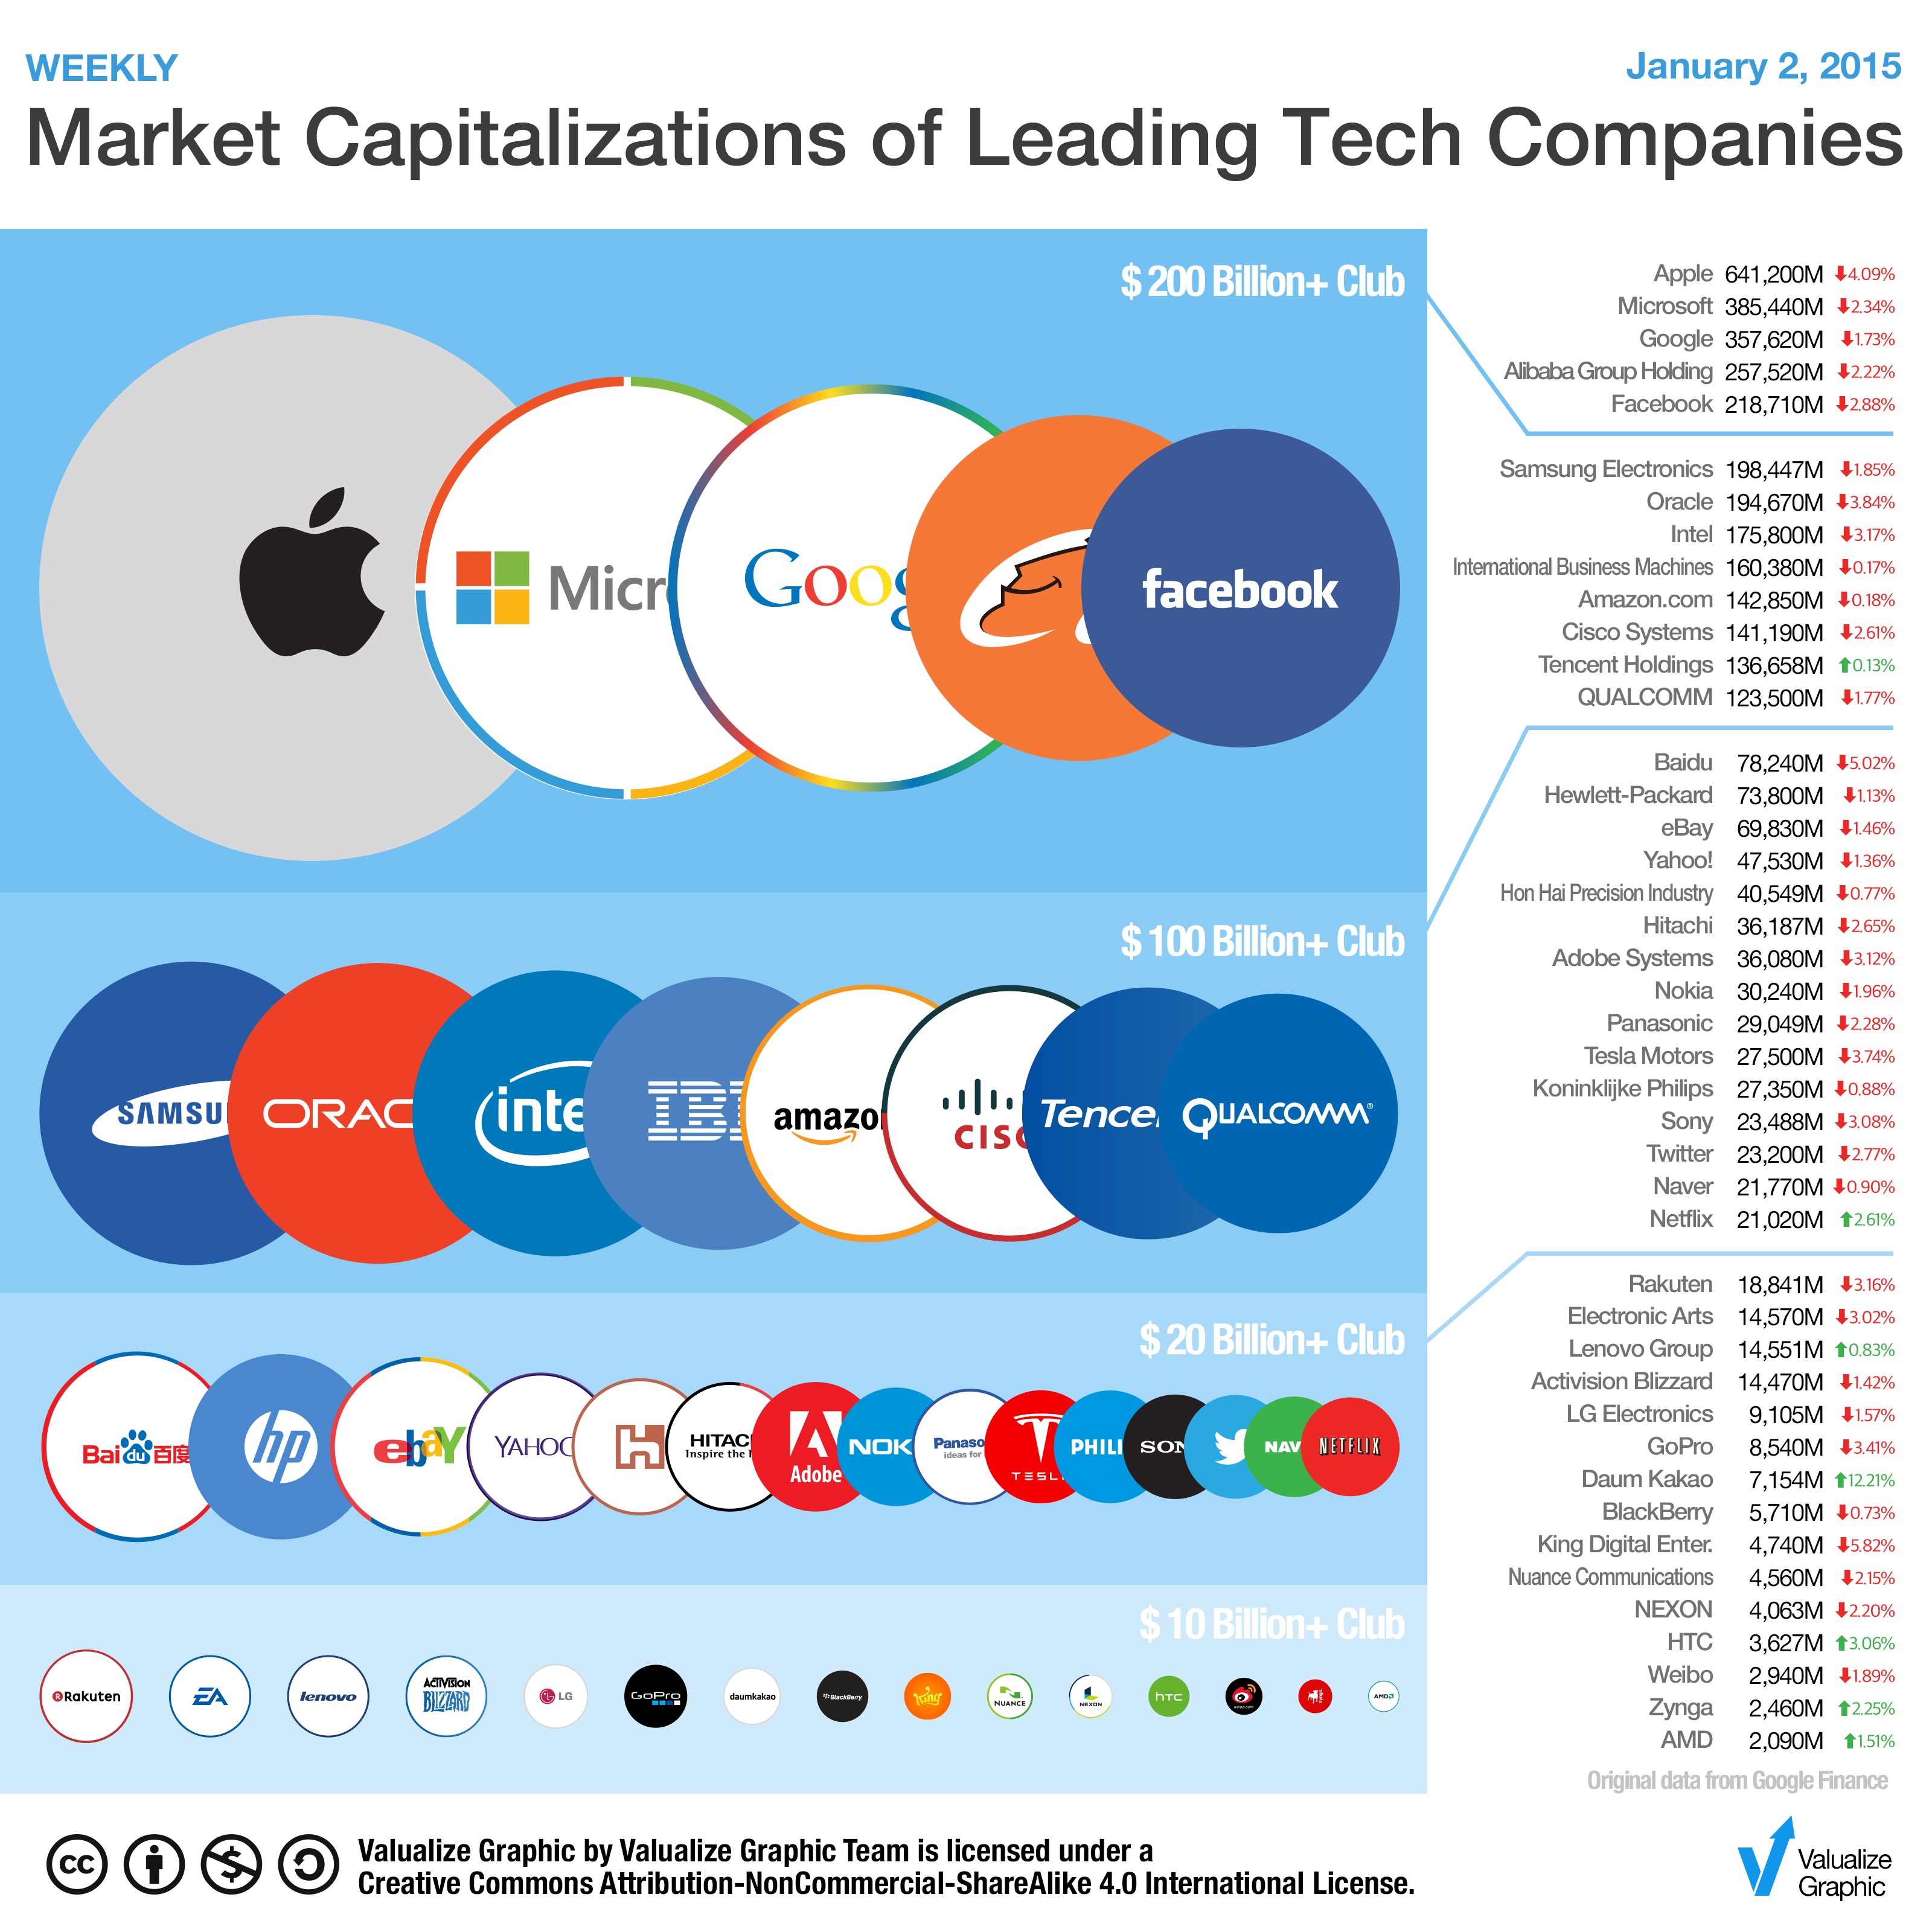 WEEKLY
January 2, 2015
Market Capitalizations of Leading Tech Companies
$ 200 Billion+ Club
Micr
Goog
facebook
$ 100 Billion+ Club
SAMSU
ORAC
inte
IBM
amazo
CISC
Tence
QUALCOMM®
$ 20 Billion+ Club
Bai du 百度
hp
ebay
YAHOO
HITAC
Inspire the
Adobe
NOK
Panaso
ideas for
TESL
PHILI
SON
NAV
NETFLIX
$ 10 Billion+ Club
Rakuten
EA
lenovo
ACTIVISION
BLIZZARD
LG
GoPro
daumkakao
BlackBerry
King
NUANCE
NEXON
hTC
AMD
Apple 641,200M 4.09%
Microsoft 385,440M 2.34%
Google 357,620M 1.73%
Alibaba Group Holding 257,520M 2.22%
Facebook 218,710M 2.88%
Samsung Electronics 198,447M 1.85%
Oracle 194,670M 3.84%
Intel 175,800M 3.17%
International Business Machines 160,380M 0.17%
Amazon.com 142,850M 0.18%
Cisco Systems 141,190M 2.61%
Tencent Holdings 136,658M 0.13%
QUALCOMM 123,500M 1.77%
Baidu 78,240M 5.02%
Hewlett-Packard 73,800M 1.13%
eBay 69,830M 1.46%
Yahoo! 47,530M 1.36%
Hon Hai Precision Industry 40,549M 0.77%
Hitachi 36,187M 2.65%
Adobe Systems 36,080M 3.12%
Nokia 30,240M 1.96%
Panasonic 29,049M 2.28%
Tesla Motors 27,500M 3.74%
Koninklijke Philips 27,350M 0.88%
Sony 23,488M 3.08%
Twitter 23,200M 2.77%
Naver 21,770M 0.90%
Netflix 21,020M 2.61%
Rakuten 18,841M 3.16%
Electronic Arts 14,570M 3.02%
Lenovo Group 14,551M 0.83%
Activision Blizzard 14,470M 1.42%
LG Electronics 9,105M 1.57%
GoPro 8,540M 3.41%
Daum Kakao 7,154M 12.21%
BlackBerry 5,710M 0.73%
King Digital Enter. 4,740M 5.82%
Nuance Communications 4,560M 2.15%
NEXON 4,063M 2.20%
HTC 3,627M 3.06%
Weibo 2,940M 1.89%
Zynga 2,460M 2.25%
AMD 2,090M 1.51%
Original data from Google Finance
cc
Valualize Graphic by Valualize Graphic Team is licensed under a
Creative Commons Attribution-NonCommercial-ShareAlike 4.0 International License.
Valualize
Graphic